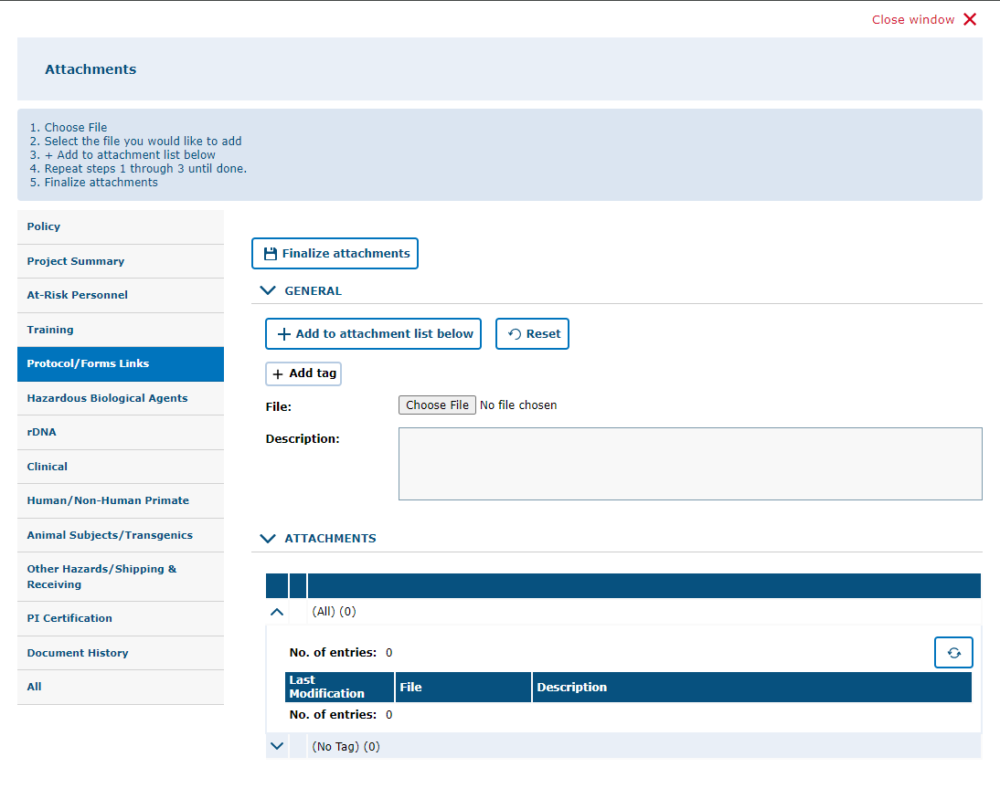 Close window
Attachments
1. Choose File
2. Select the file you would like to add
3. + Add to attachment list below
4. Repeat steps 1 through 3 until done.
5. Finalize attachments
Policy
Project Summary
At-Risk Personnel
Training
Protocol/Forms Links
Hazardous Biological Agents
rDNA
Clinical
Human/Non-Human Primate
Animal Subjects/Transgenics
Other Hazards/Shipping &
Receiving
PI Certification
Document History
All
Finalize attachments
GENERAL
+ Add to attachment list below
Reset
+ Add tag
File: Choose File No file chosen
Description:
ATTACHMENTS
(All) (0)
No. of entries: 0
Last
Modification File Description
No. of entries: 0
(No Tag) (0)